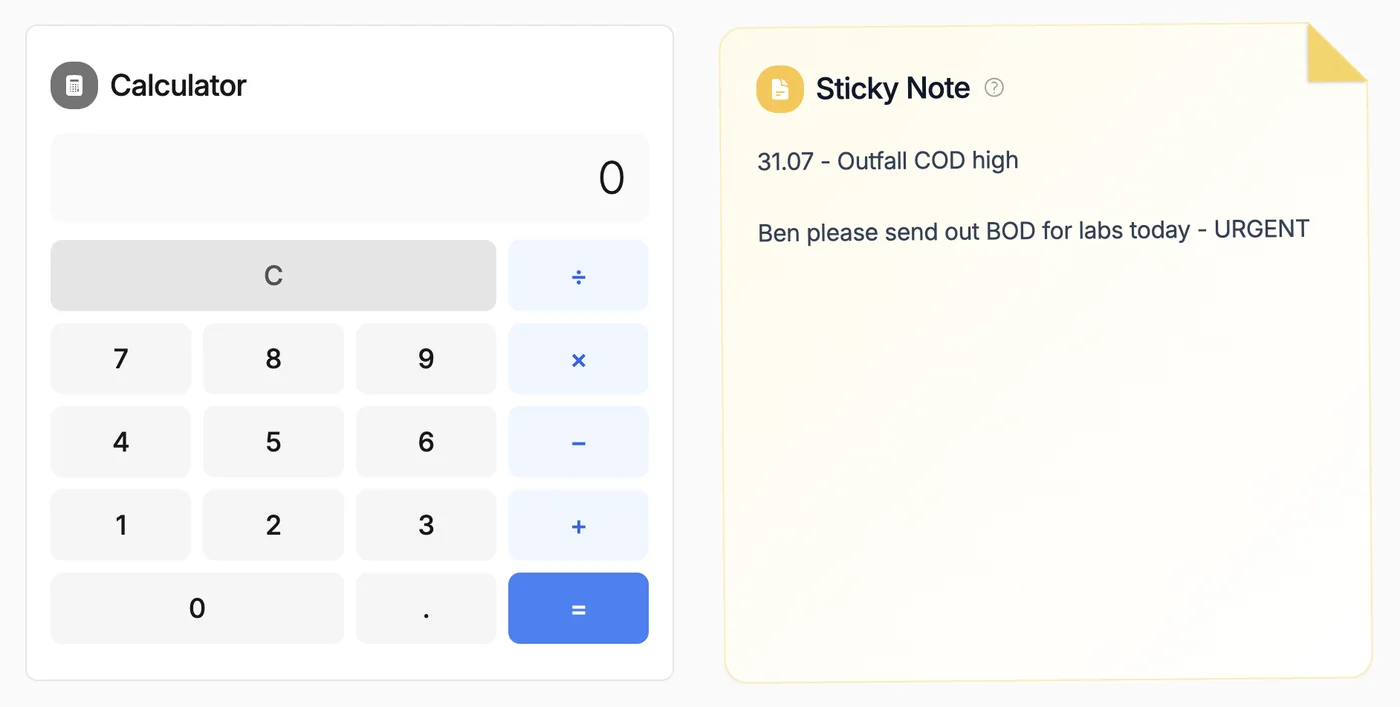 Calculator
0
C
÷
7 8 9 ×
4 5 6 −
1 2 3 +
0 . =
Sticky Note ?
31.07 - Outfall COD high
Ben please send out BOD for labs today - URGENT